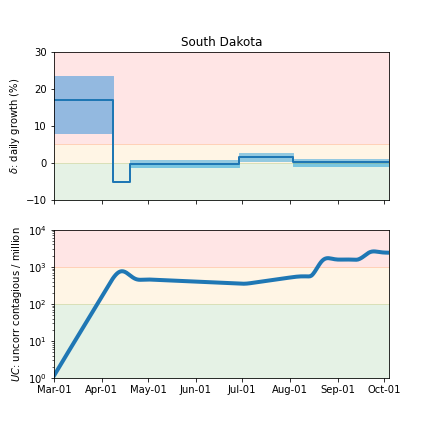 South Dakota
δ: daily growth (%)
30
20
10
0
−10
UC: uncorr contagious / million
10⁴
10³
10²
10¹
10⁰
Mar-01 Apr-01 May-01 Jun-01 Jul-01 Aug-01 Sep-01 Oct-01